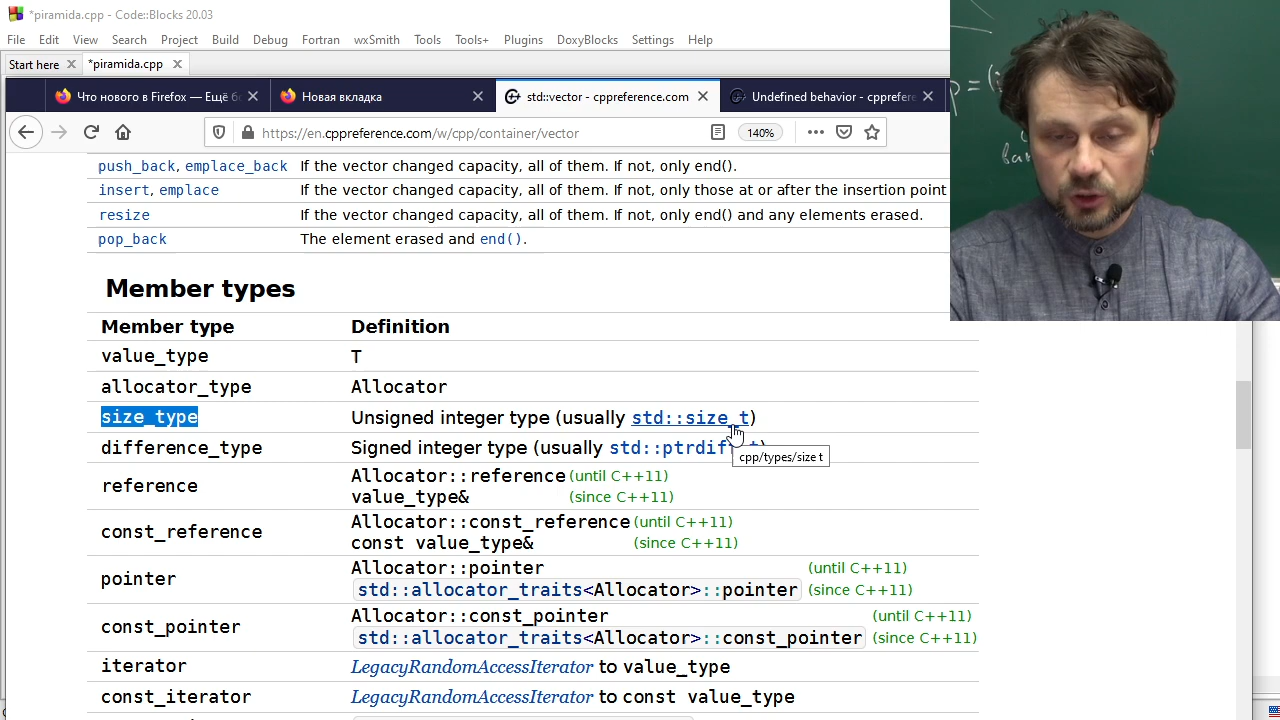 *piramida.cpp - Code::Blocks 20.03
File Edit View Search Project Build Debug Fortran wxSmith Tools Tools+ Plugins DoxyBlocks Settings Help
Start here *piramida.cpp
Что нового в Firefox — Ещё бо Новая вкладка std::vector - cppreference.com Undefined behavior - cpprefere
https://en.cppreference.com/w/cpp/container/vector 140%
push_back, emplace_back If the vector changed capacity, all of them. If not, only end().
insert, emplace If the vector changed capacity, all of them. If not, only those at or after the insertion point
resize If the vector changed capacity, all of them. If not, only end() and any elements erased.
pop_back The element erased and end().
Member types
Member type Definition
value_type T
allocator_type Allocator
size_type Unsigned integer type (usually std::size_t)
difference_type Signed integer type (usually std::ptrdiff_t)
cpp/types/size t
reference Allocator::reference (until C++11)
value_type& (since C++11)
const_reference Allocator::const_reference (until C++11)
const value_type& (since C++11)
pointer Allocator::pointer (until C++11)
std::allocator_traits<Allocator>::pointer (since C++11)
const_pointer Allocator::const_pointer (until C++11)
std::allocator_traits<Allocator>::const_pointer (since C++11)
iterator LegacyRandomAccessIterator to value_type
const_iterator LegacyRandomAccessIterator to const value_type